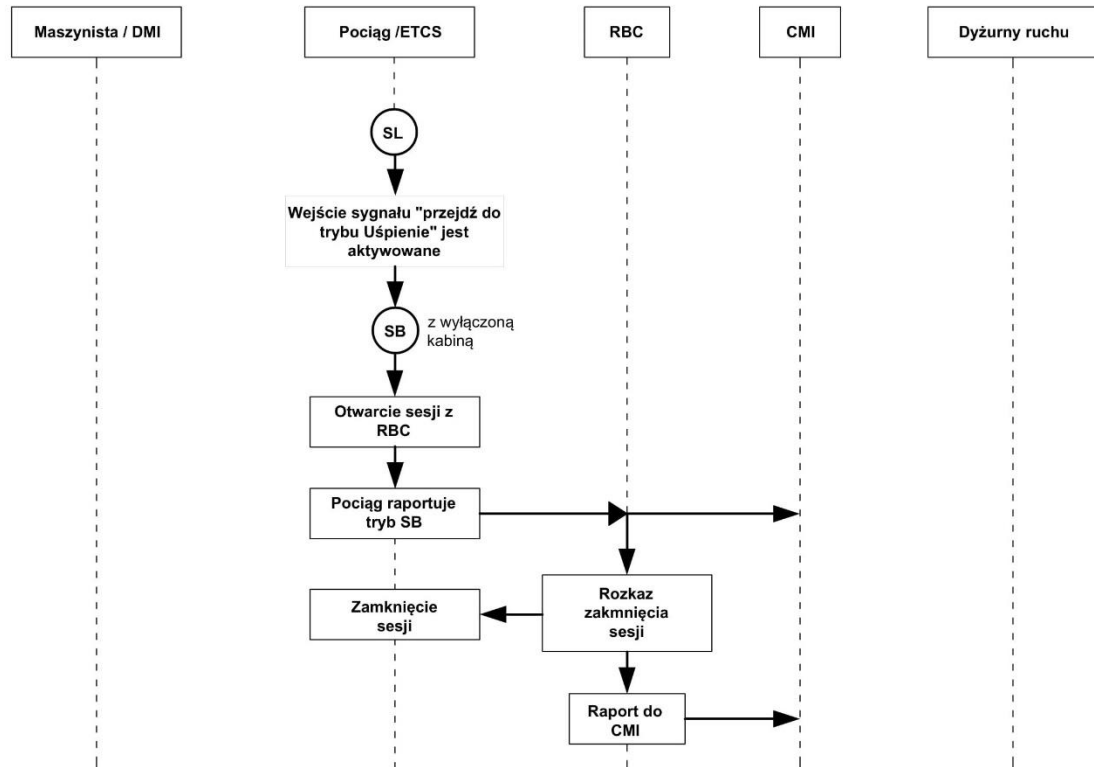 Maszynista / DMI
Pociąg /ETCS
RBC
CMI
Dyżurny ruchu
SL
Wejście sygnału "przejdź do
trybu Uśpienie" jest
aktywowane
SB
z wyłączoną
kabiną
Otwarcie sesji z
RBC
Pociąg raportuje
tryb SB
Zamknięcie
sesji
Rozkaz
zakmnięcia
sesji
Raport do
CMI